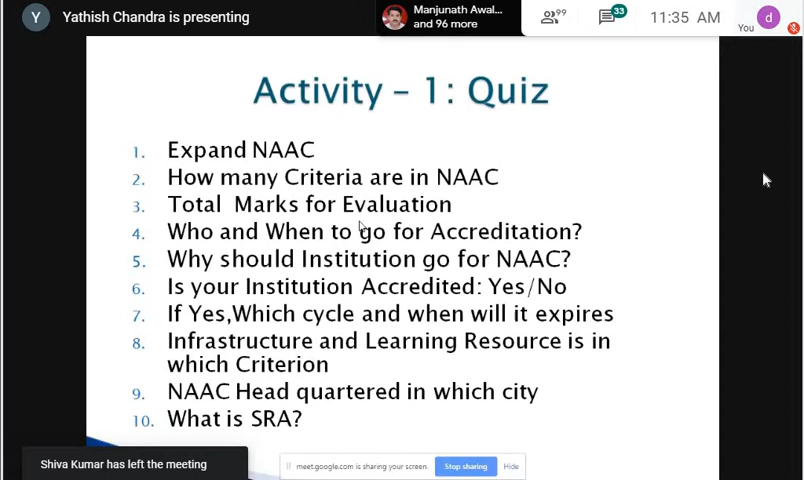 Y Yathish Chandra is presenting
Manjunath Awal...
and 96 more
99
33
11:35 AM
You
d
Activity – 1: Quiz
1. Expand NAAC
2. How many Criteria are in NAAC
3. Total Marks for Evaluation
4. Who and When to go for Accreditation?
5. Why should Institution go for NAAC?
6. Is your Institution Accredited: Yes/No
7. If Yes,Which cycle and when will it expires
8. Infrastructure and Learning Resource is in
which Criterion
9. NAAC Head quartered in which city
10. What is SRA?
Shiva Kumar has left the meeting
meet.google.com is sharing your screen. Stop sharing Hide